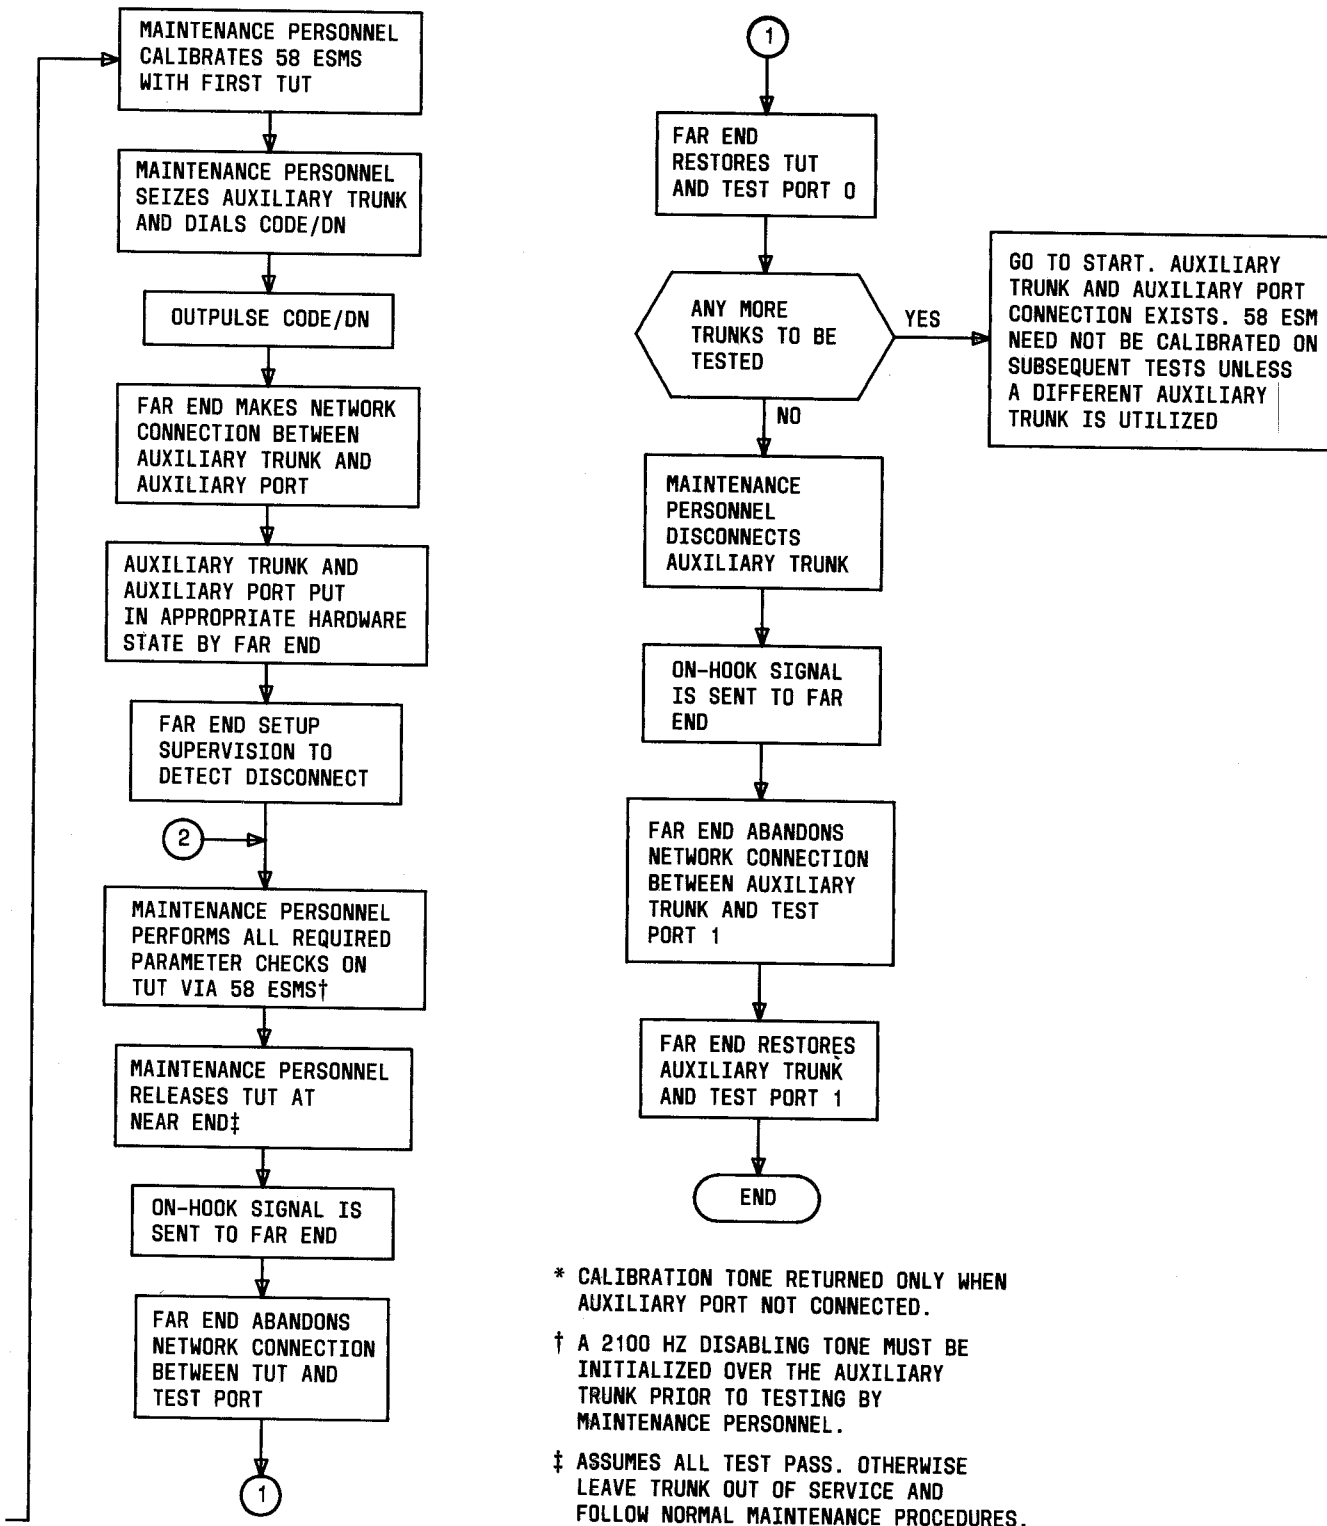 MAINTENANCE PERSONNEL
CALIBRATES 58 ESMS
WITH FIRST TUT
MAINTENANCE PERSONNEL
SEIZES AUXILIARY TRUNK
AND DIALS CODE/DN
OUTPULSE CODE/DN
FAR END MAKES NETWORK
CONNECTION BETWEEN
AUXILIARY TRUNK AND
AUXILIARY PORT
AUXILIARY TRUNK AND
AUXILIARY PORT PUT
IN APPROPRIATE HARDWARE
STATE BY FAR END
FAR END SETUP
SUPERVISION TO
DETECT DISCONNECT
2
MAINTENANCE PERSONNEL
PERFORMS ALL REQUIRED
PARAMETER CHECKS ON
TUT VIA 58 ESMS†
MAINTENANCE PERSONNEL
RELEASES TUT AT
NEAR END‡
ON-HOOK SIGNAL IS
SENT TO FAR END
FAR END ABANDONS
NETWORK CONNECTION
BETWEEN TUT AND
TEST PORT
1
1
FAR END
RESTORES TUT
AND TEST PORT 0
ANY MORE
TRUNKS TO BE
TESTED
YES
GO TO START. AUXILIARY
TRUNK AND AUXILIARY PORT
CONNECTION EXISTS. 58 ESM
NEED NOT BE CALIBRATED ON
SUBSEQUENT TESTS UNLESS
A DIFFERENT AUXILIARY
TRUNK IS UTILIZED
NO
MAINTENANCE
PERSONNEL
DISCONNECTS
AUXILIARY TRUNK
ON-HOOK SIGNAL
IS SENT TO FAR
END
FAR END ABANDONS
NETWORK CONNECTION
BETWEEN AUXILIARY
TRUNK AND TEST
PORT 1
FAR END RESTORES
AUXILIARY TRUNK
AND TEST PORT 1
END
* CALIBRATION TONE RETURNED ONLY WHEN
AUXILIARY PORT NOT CONNECTED.
† A 2100 HZ DISABLING TONE MUST BE
INITIALIZED OVER THE AUXILIARY
TRUNK PRIOR TO TESTING BY
MAINTENANCE PERSONNEL.
‡ ASSUMES ALL TEST PASS. OTHERWISE
LEAVE TRUNK OUT OF SERVICE AND
FOLLOW NORMAL MAINTENANCE PROCEDURES.